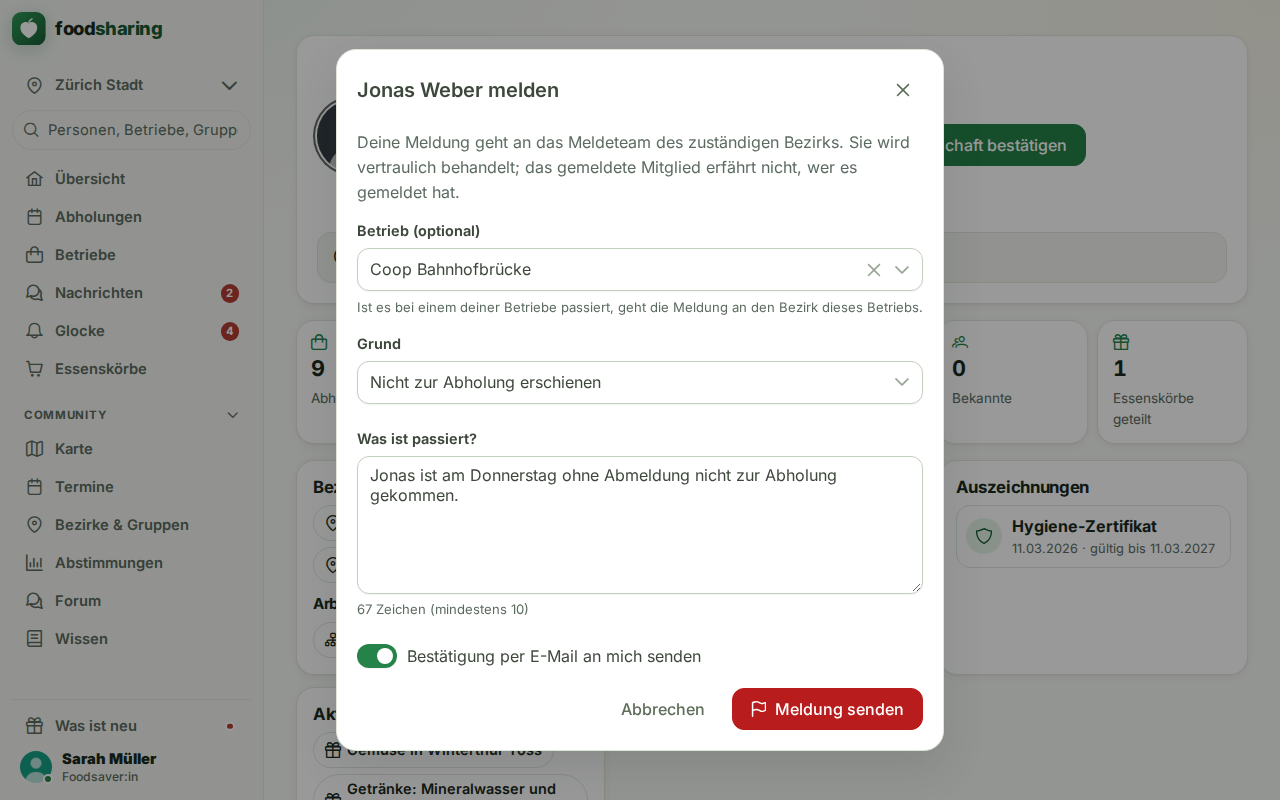 foodsharing
Zürich Stadt
Personen, Betriebe, Grupp
Übersicht
Abholungen
Betriebe
Nachrichten
2
Glocke
4
Essenskörbe
COMMUNITY
Karte
Termine
Bezirke & Gruppen
Abstimmungen
Forum
Wissen
Was ist neu
Sarah Müller
Foodsaver:in
Jonas Weber melden
Deine Meldung geht an das Meldeteam des zuständigen Bezirks. Sie wird
vertraulich behandelt; das gemeldete Mitglied erfährt nicht, wer es
gemeldet hat.
Betrieb (optional)
Coop Bahnhofbrücke
Ist es bei einem deiner Betriebe passiert, geht die Meldung an den Bezirk dieses Betriebs.
Grund
Nicht zur Abholung erschienen
Was ist passiert?
Jonas ist am Donnerstag ohne Abmeldung nicht zur Abholung
gekommen.
67 Zeichen (mindestens 10)
Bestätigung per E-Mail an mich senden
Abbrechen
Meldung senden
chaft bestätigen
9
Abh
0
Bekannte
1
Essenskörbe
geteilt
Bez
Arb
Auszeichnungen
Hygiene-Zertifikat
11.03.2026 · gültig bis 11.03.2027
Ak
Gemüse in Winterthur Töss
Getränke: Mineralwasser und